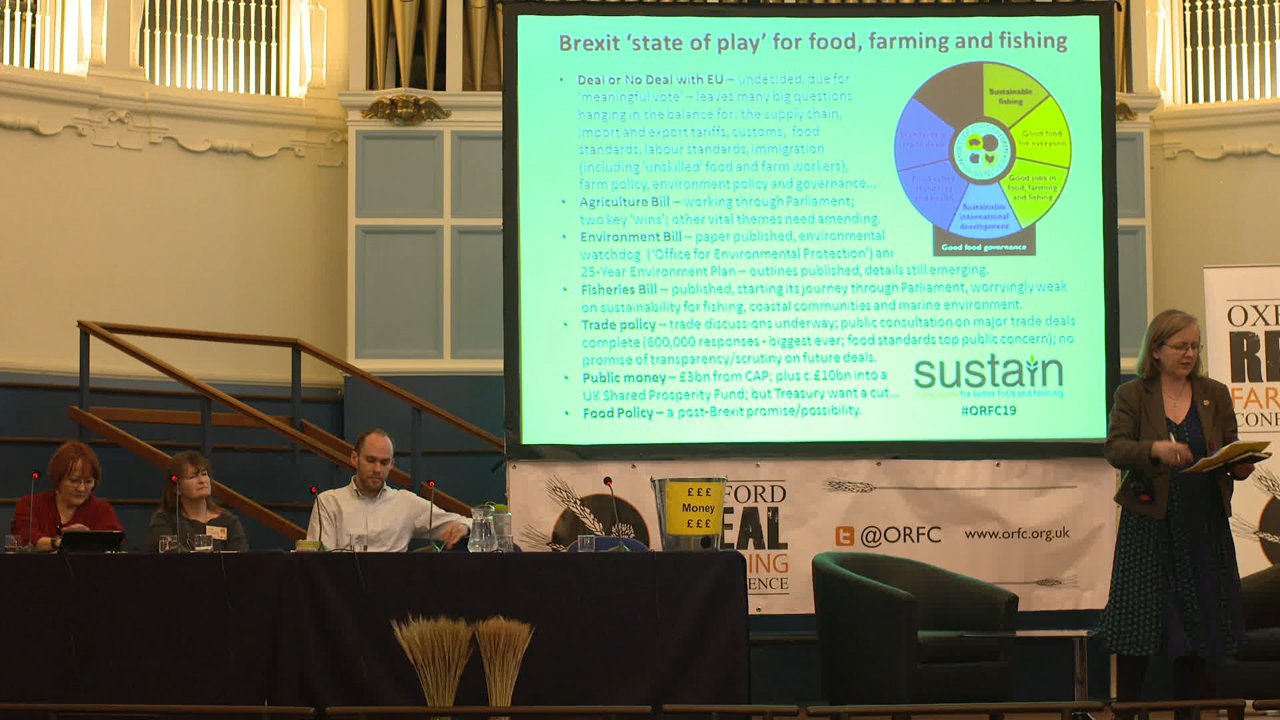 Brexit ‘state of play’ for food, farming and fishing
• Deal or No Deal with EU – undecided, due for
‘meaningful vote’ – leaves many big questions
hanging in the balance for: the supply chain,
import and export tariffs, customs, food
standards, labour standards, immigration
(including ‘unskilled’ food and farm workers),
farm policy, environment policy and governance...
• Agriculture Bill – working through Parliament;
two key ‘wins’; other vital themes need amending.
• Environment Bill – paper published, environmental
watchdog (‘Office for Environmental Protection’) and
25-Year Environment Plan – outlines published, details still emerging.
• Fisheries Bill – published, starting its journey through Parliament, worryingly weak
on sustainability for fishing, coastal communities and marine environment.
• Trade policy – trade discussions underway; public consultation on major trade deals
complete (600,000 responses - biggest ever; food standards top public concern); no
promise of transparency/scrutiny on future deals.
• Public money – £3bn from CAP; plus c.£10bn into a
UK Shared Prosperity Fund; but Treasury want a cut...
• Food Policy – a post-Brexit promise/possibility.
Sustainable
fishing
Good food
for everyone
Good jobs in
food, farming
and fishing
Sustainable
international
development
Good food governance
sustain
#ORFC19
OXF
RE
FAR
CONF
£££
Money
£££
FORD
EAL
ING
ENCE
@ORFC
www.orfc.org.uk